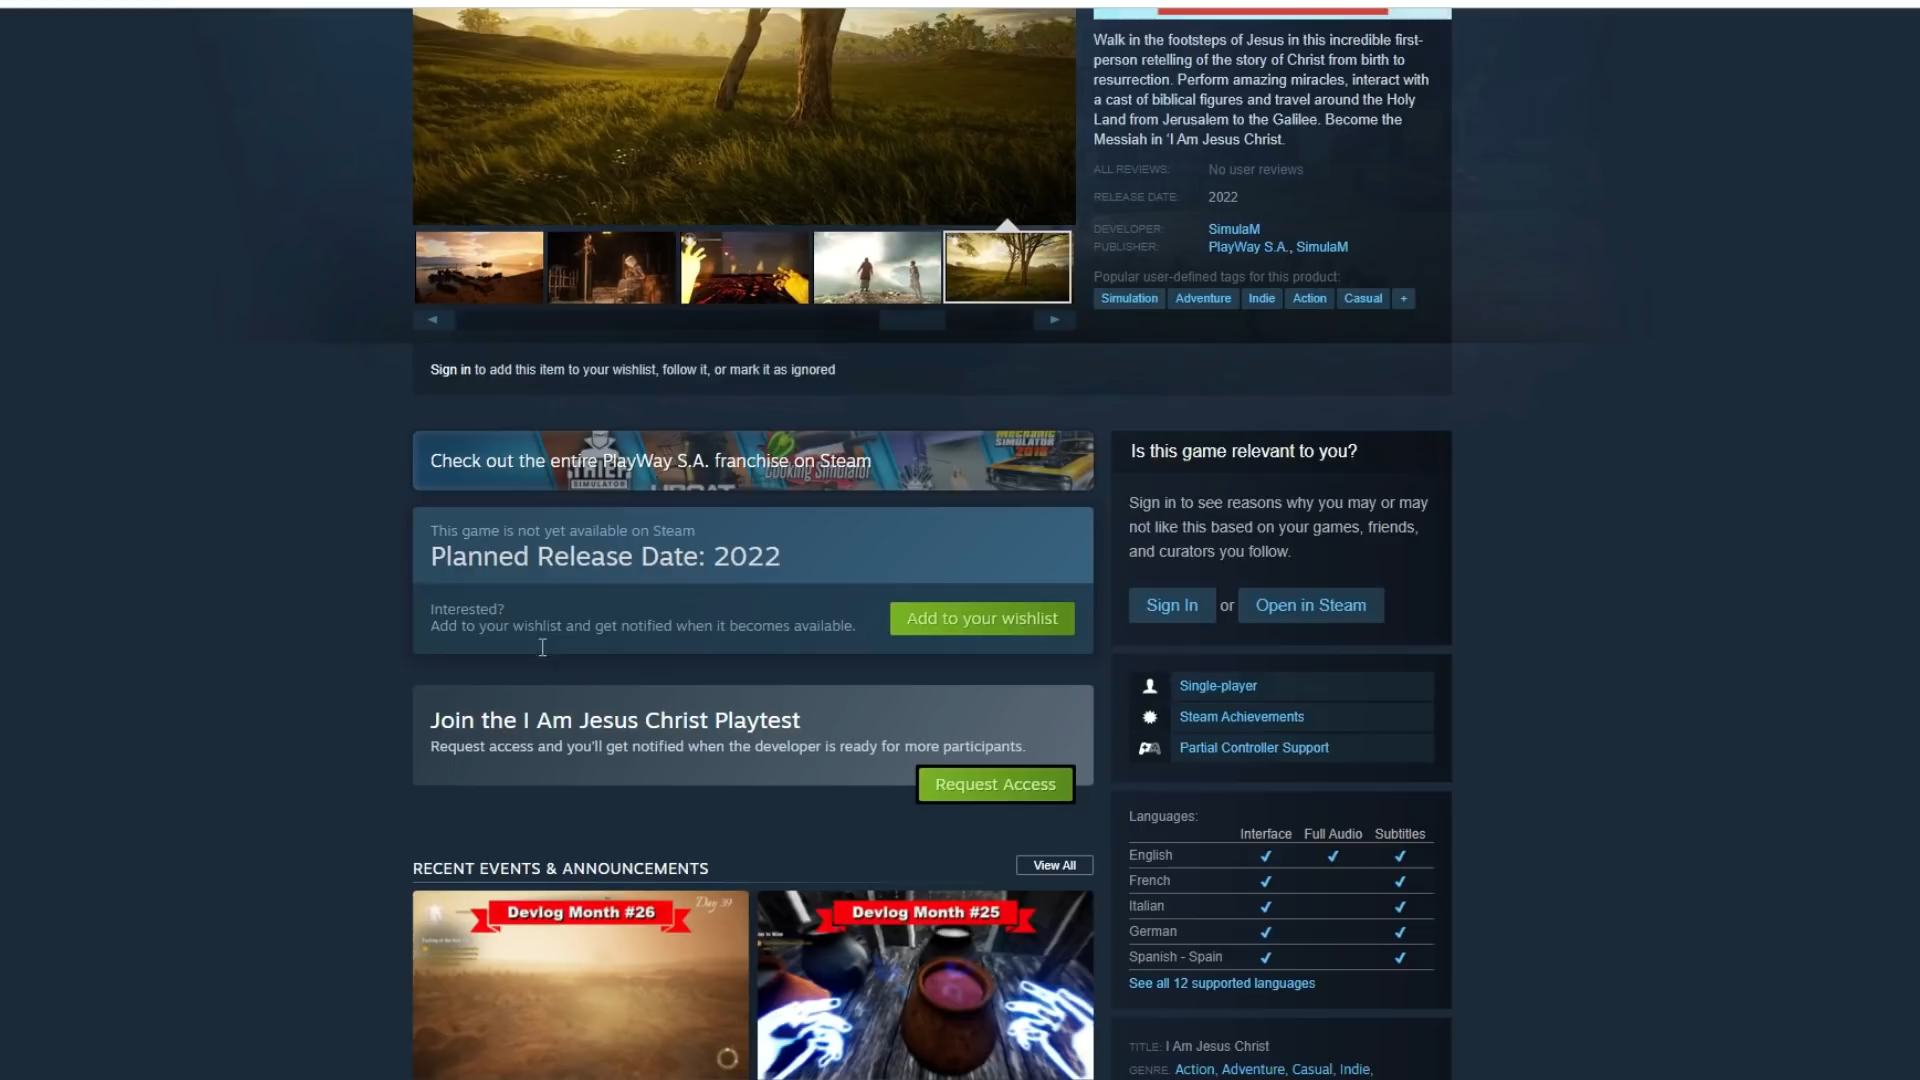 Walk in the footsteps of Jesus in this incredible first-
person retelling of the story of Christ from birth to
resurrection. Perform amazing miracles, interact with
a cast of biblical figures and travel around the Holy
Land from Jerusalem to the Galilee. Become the
Messiah in 'I Am Jesus Christ.
ALL REVIEWS: No user reviews
RELEASE DATE: 2022
DEVELOPER: SimulaM
PUBLISHER: PlayWay S.A., SimulaM
Popular user-defined tags for this product:
Simulation Adventure Indie Action Casual +
Sign in to add this item to your wishlist, follow it, or mark it as ignored
Check out the entire PlayWay S.A. franchise on Steam
THIEF
SIMULATOR
Cooking Simulator
MECHANIC
SIMULATOR
2018
This game is not yet available on Steam
Planned Release Date: 2022
Interested?
Add to your wishlist and get notified when it becomes available.
Add to your wishlist
Join the I Am Jesus Christ Playtest
Request access and you'll get notified when the developer is ready for more participants.
Request Access
RECENT EVENTS & ANNOUNCEMENTS
View All
Devlog Month #26
Day 39
Devlog Month #25
Is this game relevant to you?
Sign in to see reasons why you may or may
not like this based on your games, friends,
and curators you follow.
Sign In or Open in Steam
Single-player
Steam Achievements
Partial Controller Support
Languages:
Interface Full Audio Subtitles
English ✔ ✔ ✔
French ✔ ✔
Italian ✔ ✔
German ✔ ✔
Spanish - Spain ✔ ✔
See all 12 supported languages
TITLE: I Am Jesus Christ
GENRE: Action, Adventure, Casual, Indie,